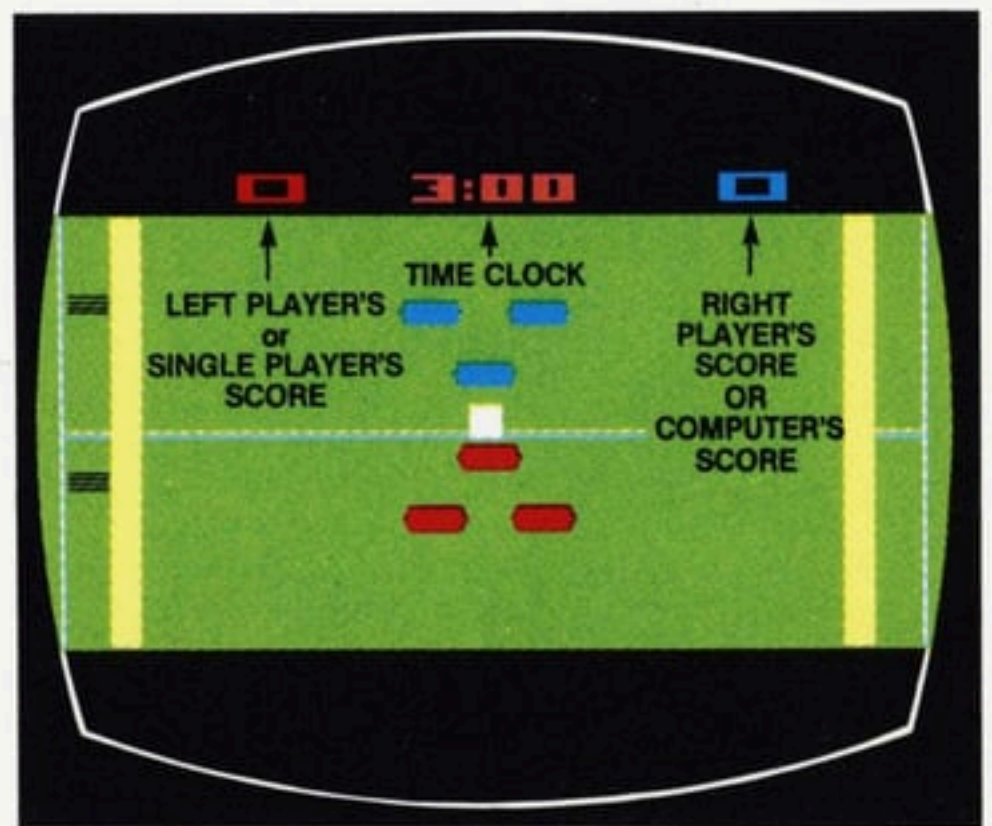 0 3:00 0
TIME CLOCK
LEFT PLAYER'S
or
SINGLE PLAYER'S
SCORE
RIGHT
PLAYER'S
SCORE
OR
COMPUTER'S
SCORE